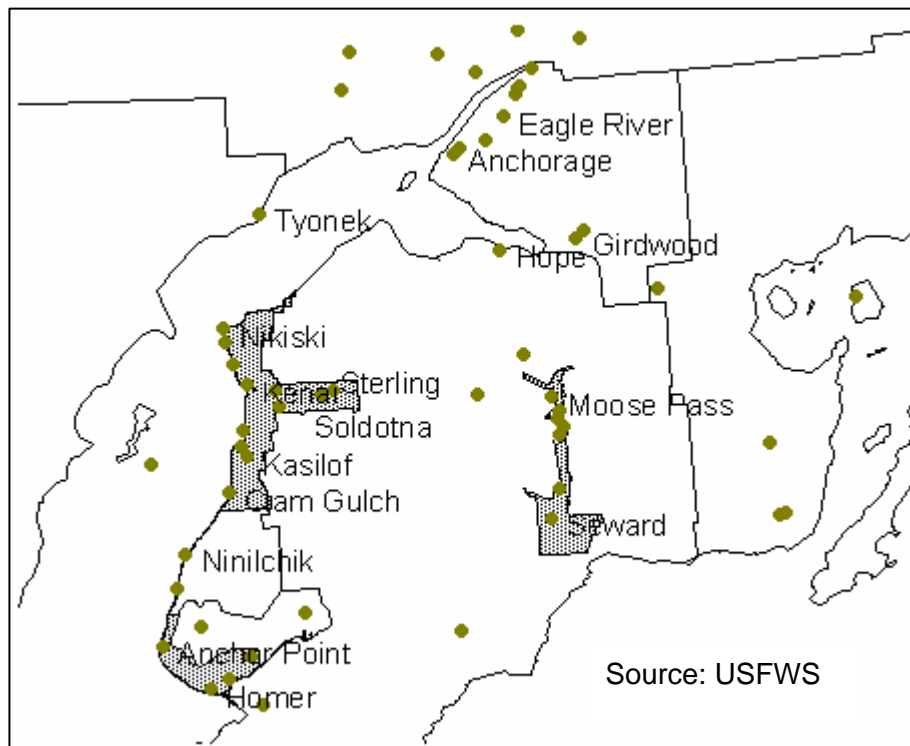 Eagle River
Anchorage
Tyonek
Girdwood
Hope
Nikiski
Sterling
Kenai
Moose Pass
Soldotna
Kasilof
Clam Gulch
Seward
Ninilchik
Anchor Point
Homer
Source: USFWS